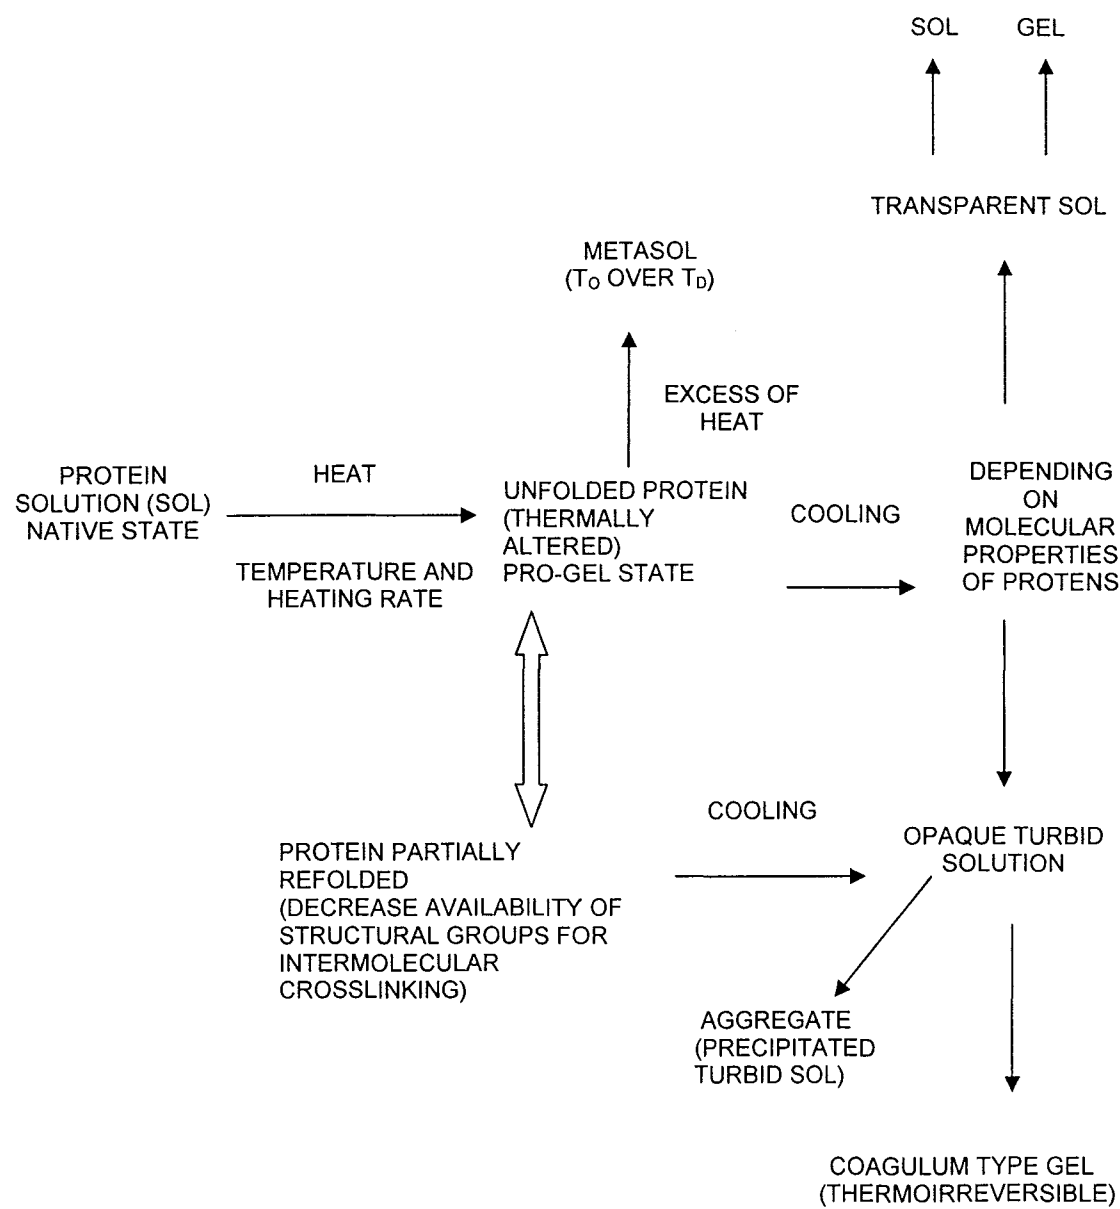 SOL
GEL
TRANSPARENT SOL
METASOL
(TO OVER TD)
EXCESS OF
HEAT
PROTEIN
SOLUTION (SOL)
NATIVE STATE
HEAT
TEMPERATURE AND
HEATING RATE
UNFOLDED PROTEIN
(THERMALLY
ALTERED)
PRO-GEL STATE
COOLING
DEPENDING
ON
MOLECULAR
PROPERTIES
OF PROTENS
PROTEIN PARTIALLY
REFOLDED
(DECREASE AVAILABILITY OF
STRUCTURAL GROUPS FOR
INTERMOLECULAR
CROSSLINKING)
COOLING
OPAQUE TURBID
SOLUTION
AGGREGATE
(PRECIPITATED
TURBID SOL)
COAGULUM TYPE GEL
(THERMOIRREVERSIBLE)